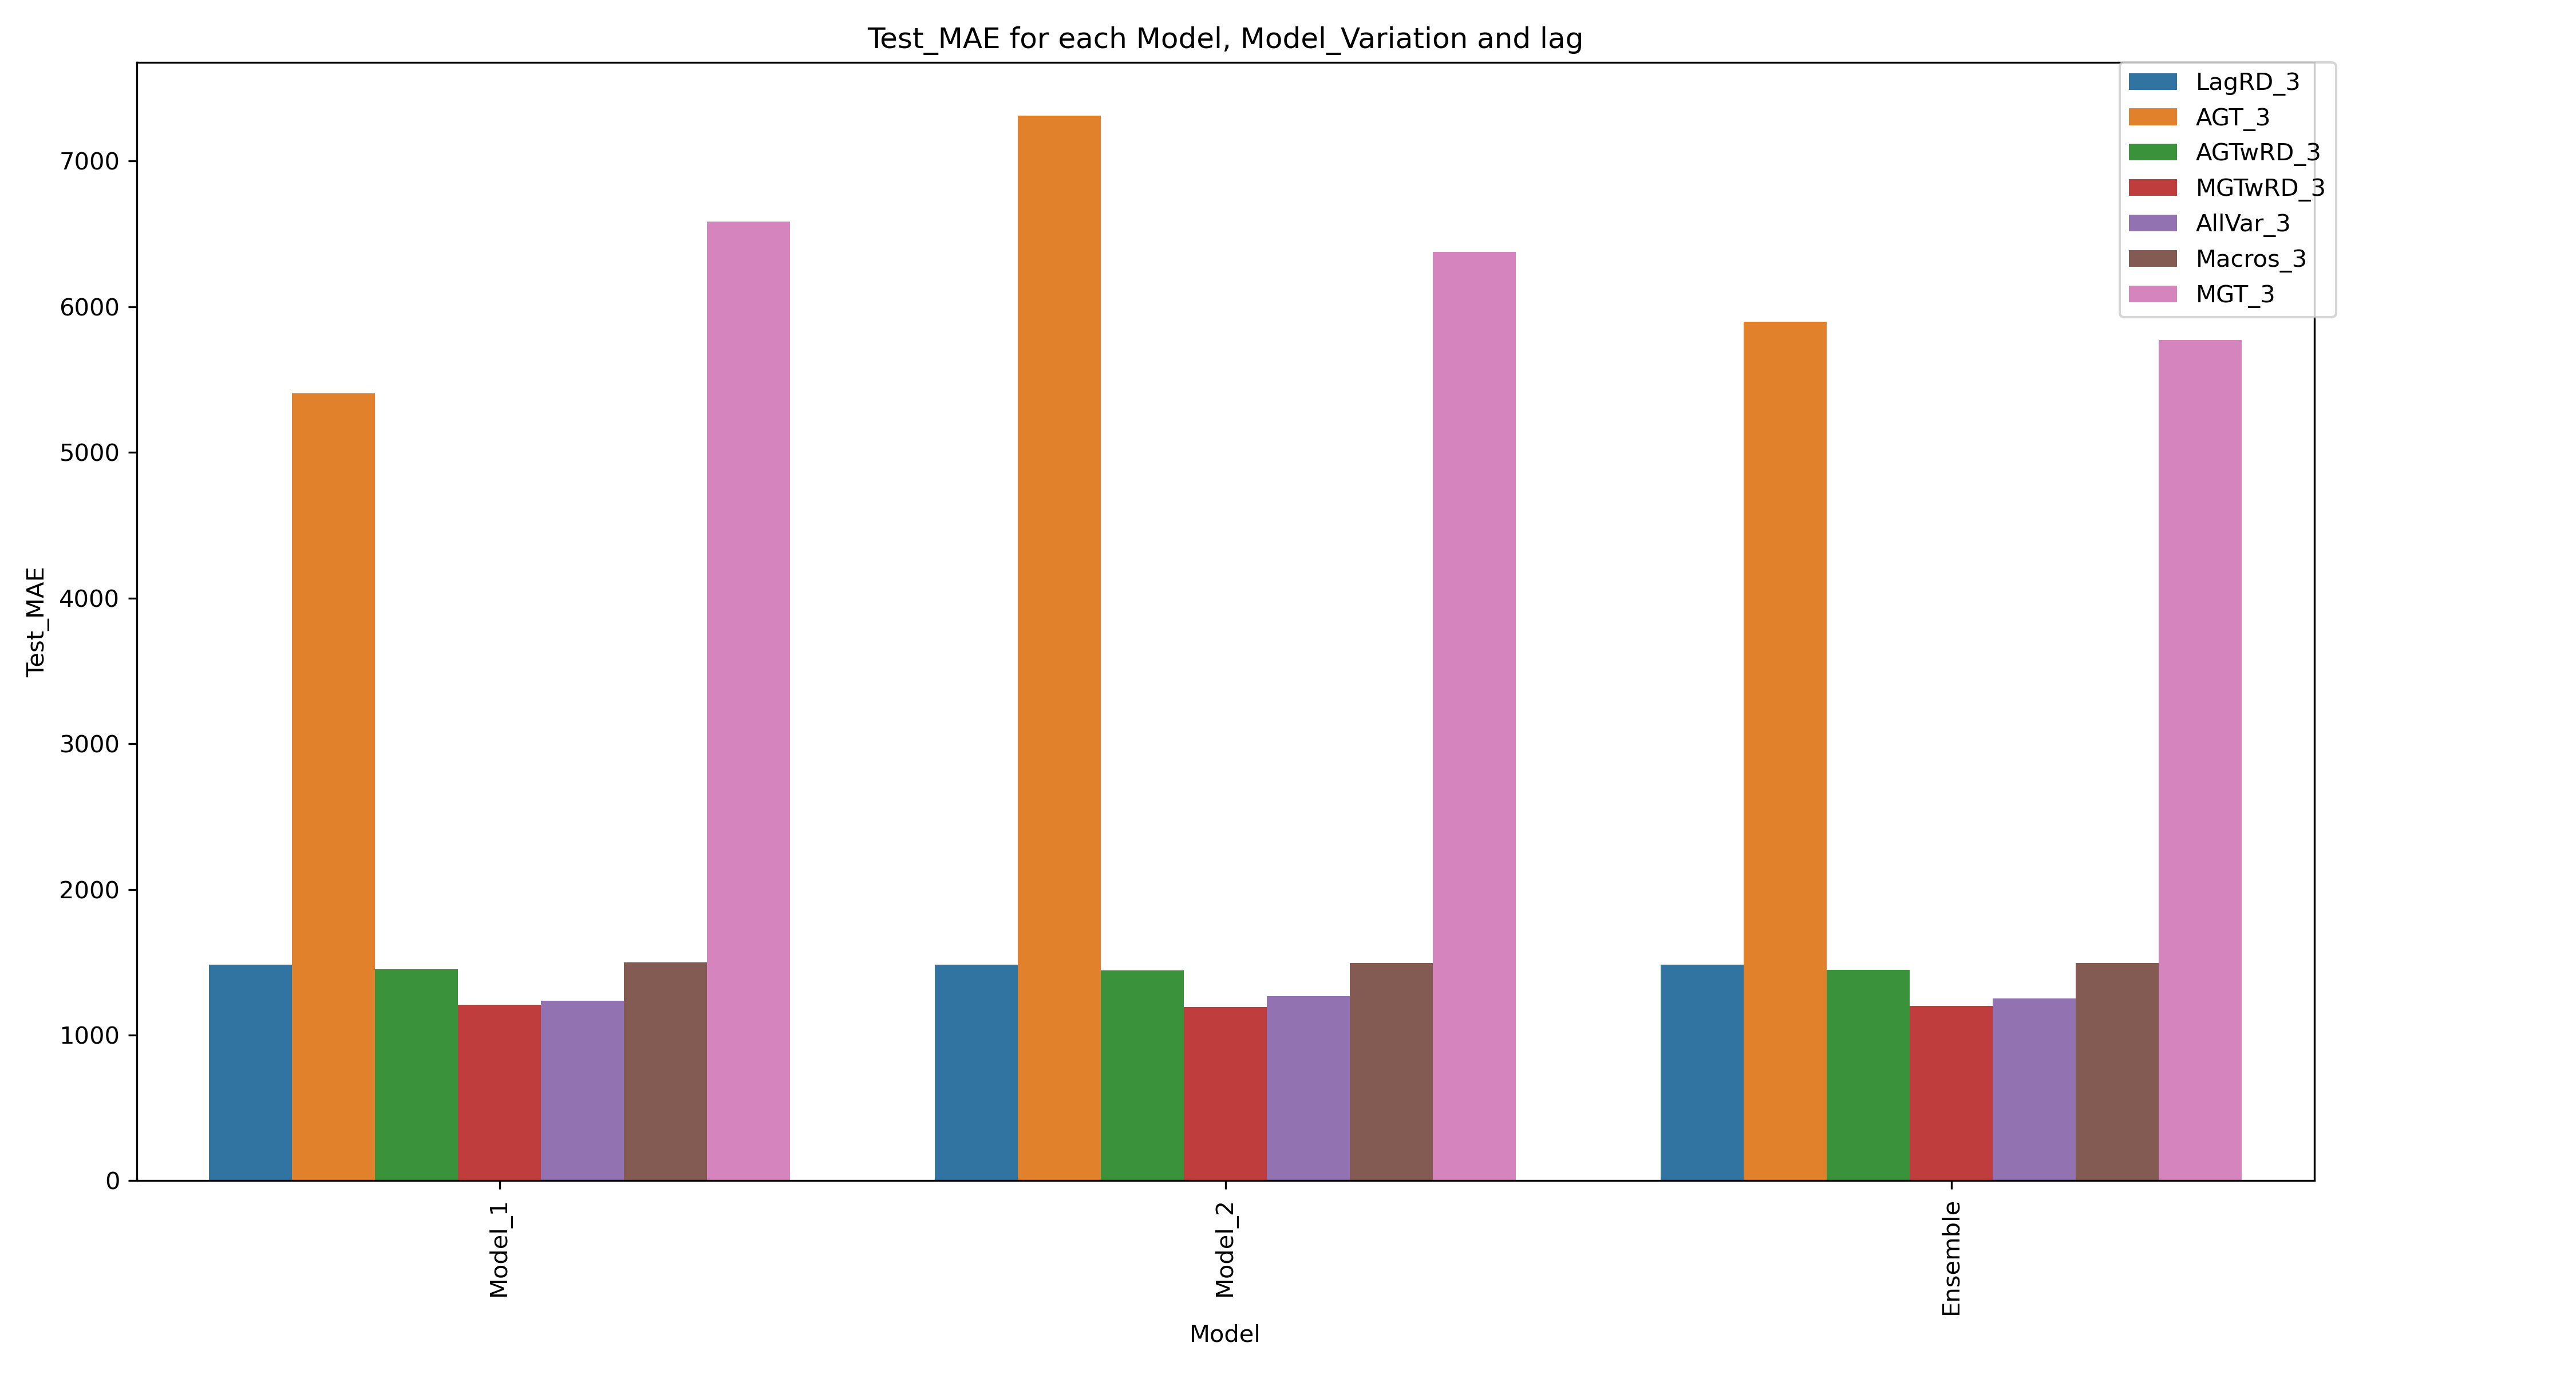 Test_MAE for each Model, Model_Variation and lag
LagRD_3
AGT_3
AGTwRD_3
MGTwRD_3
AllVar_3
Macros_3
MGT_3
Test_MAE
7000
6000
5000
4000
3000
2000
1000
0
Model_1
Model_2
Ensemble
Model